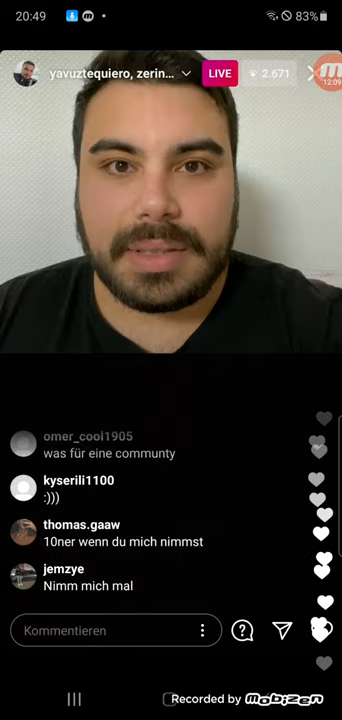 20:49
83%
yavuztequiero, zerin...
LIVE
2.671
12:09
omer_cool1905
was für eine communty
kyserili1100
:)))
thomas.gaaw
10ner wenn du mich nimmst
jemzye
Nimm mich mal
Kommentieren
Recorded by mobizen